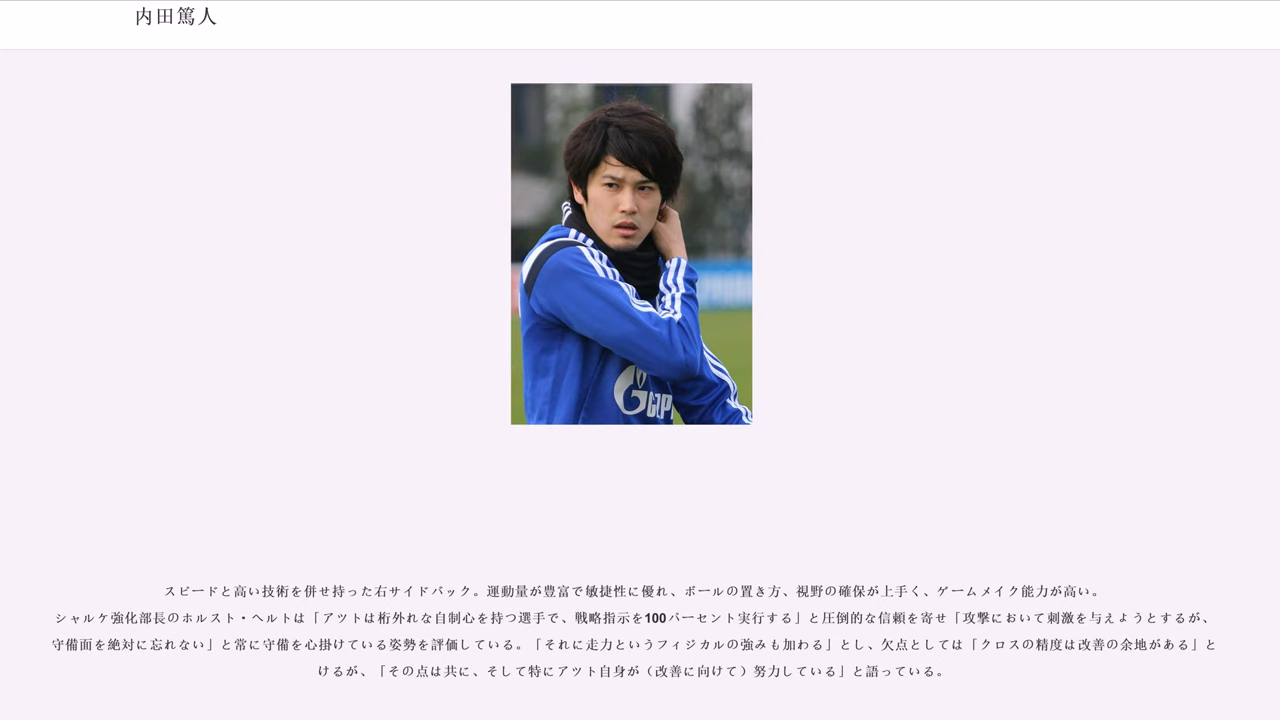 内田篤人
GAZP
スピードと高い技術を併せ持った右サイドバック。運動量が豊富で敏捷性に優れ、ボールの置き方、視野の確保が上手く、ゲームメイク能力が高い。
シャルケ強化部長のホルスト・ヘルトは「アツトは桁外れな自制心を持つ選手で、戦略指示を100パーセント実行する」と圧倒的な信頼を寄せ「攻撃において刺激を与えようとするが、
守備面を絶対に忘れない」と常に守備を心掛けている姿勢を評価している。「それに走力というフィジカルの強みも加わる」とし、欠点としては「クロスの精度は改善の余地がある」と
けるが、「その点は共に、そして特にアツト自身が（改善に向けて）努力している」と語っている。